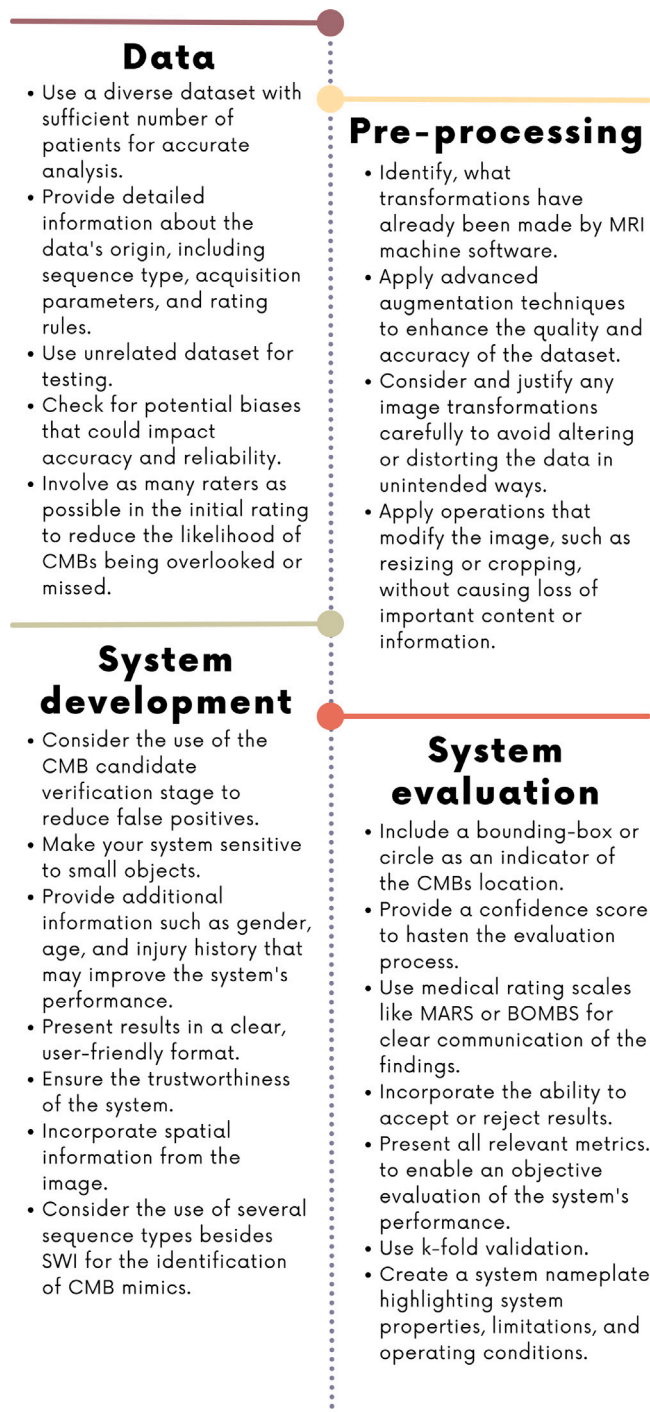 Data
• Use a diverse dataset with
sufficient number of
patients for accurate
analysis.
• Provide detailed
information about the
data's origin, including
sequence type, acquisition
parameters, and rating
rules.
• Use unrelated dataset for
testing.
• Check for potential biases
that could impact
accuracy and reliability.
• Involve as many raters as
possible in the initial rating
to reduce the likelihood of
CMBs being overlooked or
missed.
Pre-processing
• Identify, what
transformations have
already been made by MRI
machine software.
• Apply advanced
augmentation techniques
to enhance the quality and
accuracy of the dataset.
• Consider and justify any
image transformations
carefully to avoid altering
or distorting the data in
unintended ways.
• Apply operations that
modify the image, such as
resizing or cropping,
without causing loss of
important content or
information.
System
development
• Consider the use of the
CMB candidate
verification stage to
reduce false positives.
• Make your system sensitive
to small objects.
• Provide additional
information such as gender,
age, and injury history that
may improve the system's
performance.
• Present results in a clear,
user-friendly format.
• Ensure the trustworthiness
of the system.
• Incorporate spatial
information from the
image.
• Consider the use of several
sequence types besides
SWI for the identification
of CMB mimics.
System
evaluation
• Include a bounding-box or
circle as an indicator of
the CMBs location.
• Provide a confidence score
to hasten the evaluation
process.
• Use medical rating scales
like MARS or BOMBS for
clear communication of the
findings.
• Incorporate the ability to
accept or reject results.
• Present all relevant metrics.
to enable an objective
evaluation of the system's
performance.
• Use k-fold validation.
• Create a system nameplate
highlighting system
properties, limitations, and
operating conditions.